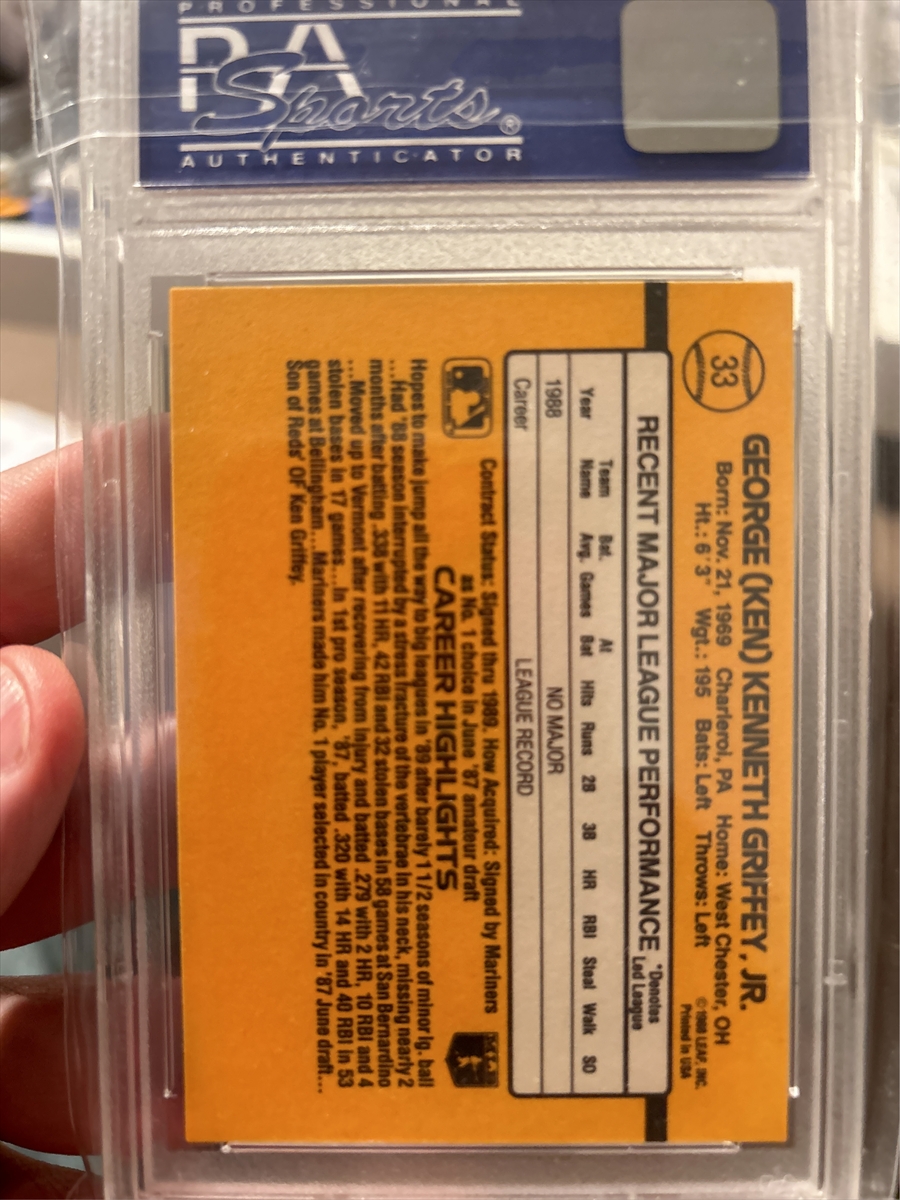 PROFESSIONAL
PSA
Sports®
AUTHENTICATOR
33
GEORGE (KEN) KENNETH GRIFFEY, JR.
Born: Nov. 21, 1969 Charleroi, PA Home: West Chester, OH
Ht.: 6'3" Wgt.: 195 Bats: Left Throws: Left
© 1988 LEAF, INC.
Printed in USA
RECENT MAJOR LEAGUE PERFORMANCE
*Denotes
Led League
Year Team Name Bat. Avg. Games At Bat Hits Runs 2B 3B HR RBI Steal Walk SO
1988 NO MAJOR
Career LEAGUE RECORD
Contract Status: Signed thru 1989. How Acquired: Signed by Mariners
as No. 1 choice in June '87 amateur draft
CAREER HIGHLIGHTS
Hopes to make jump all the way to big leagues in '89 after barely 1 1/2 seasons of minor lg. ball
...Had '88 season interrupted by a stress fracture of the vertebrae in his neck, missing nearly 2
months after batting .338 with 11 HR, 42 RBI and 32 stolen bases in 58 games at San Bernardino
...Moved up to Vermont after recovering from injury and batted .279 with 2 HR, 10 RBI and 4
stolen bases in 17 games...In 1st pro season, '87, batted .320 with 14 HR and 40 RBI in 53
games at Bellingham...Mariners made him No. 1 player selected in country in '87 June draft...
Son of Reds' OF Ken Griffey.